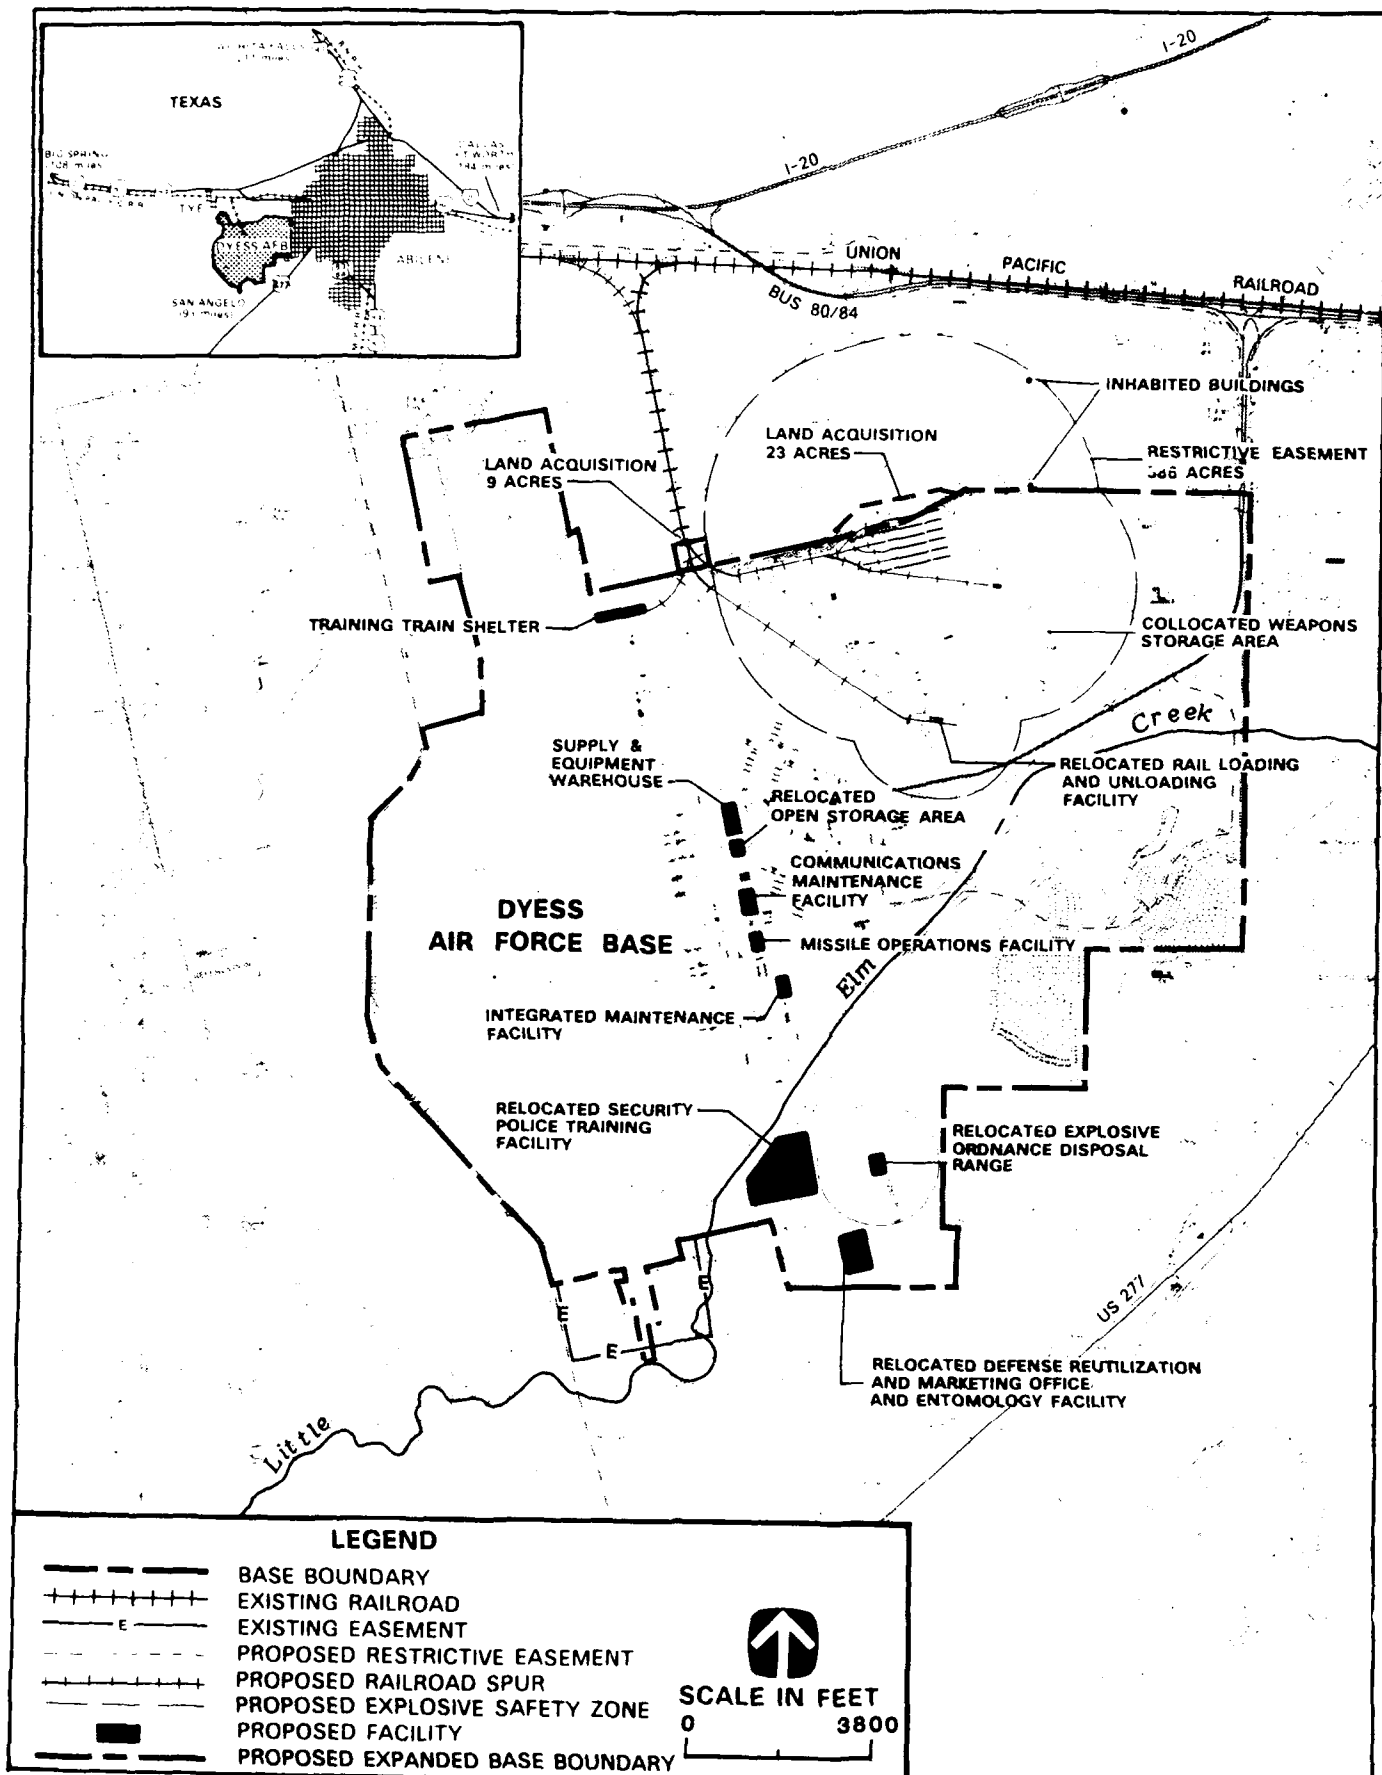 TEXAS
TYE
DYESS AFB
ABILENE
SAN ANGELO
I-20
I-20
UNION
PACIFIC
RAILROAD
BUS 80/84
INHABITED BUILDINGS
LAND ACQUISITION
23 ACRES
RESTRICTIVE EASEMENT
ACRES
LAND ACQUISITION
9 ACRES
TRAINING TRAIN SHELTER
COLLOCATED WEAPONS
STORAGE AREA
Creek
SUPPLY &
EQUIPMENT
WAREHOUSE
RELOCATED RAIL LOADING
AND UNLOADING
FACILITY
RELOCATED
OPEN STORAGE AREA
COMMUNICATIONS
MAINTENANCE
FACILITY
DYESS
AIR FORCE BASE
MISSILE OPERATIONS FACILITY
Elm
INTEGRATED MAINTENANCE
FACILITY
RELOCATED SECURITY
POLICE TRAINING
FACILITY
RELOCATED EXPLOSIVE
ORDNANCE DISPOSAL
RANGE
E
E
E
US 277
RELOCATED DEFENSE REUTILIZATION
AND MARKETING OFFICE
AND ENTOMOLOGY FACILITY
Little
LEGEND
BASE BOUNDARY
EXISTING RAILROAD
E
EXISTING EASEMENT
PROPOSED RESTRICTIVE EASEMENT
PROPOSED RAILROAD SPUR
PROPOSED EXPLOSIVE SAFETY ZONE
PROPOSED FACILITY
PROPOSED EXPANDED BASE BOUNDARY
SCALE IN FEET
0 3800